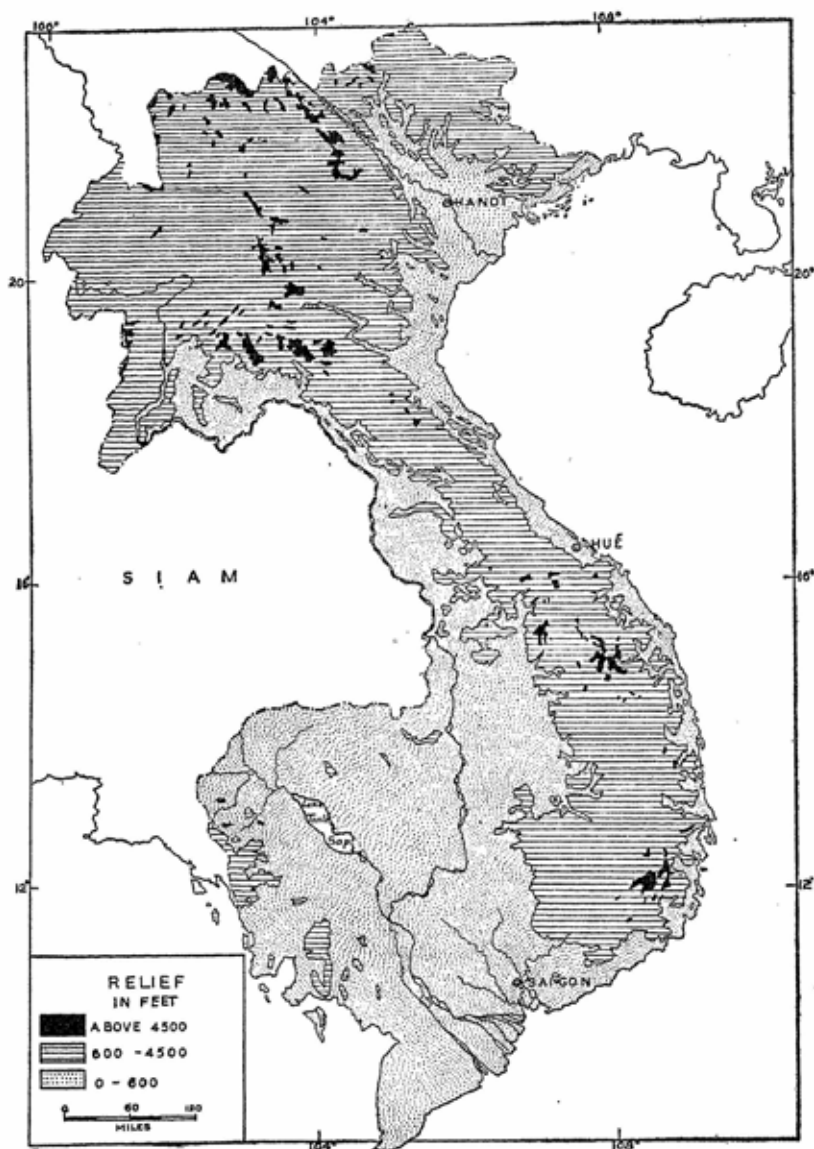 100° 104° 108°
HANOI
20 20°
HUÉ
SIAM
16 16°
Sap
12° 12°
SAIGON
RELIEF
IN FEET
ABOVE 4500
600 - 4500
0 - 600
0 60 120
MILES
104° 108°